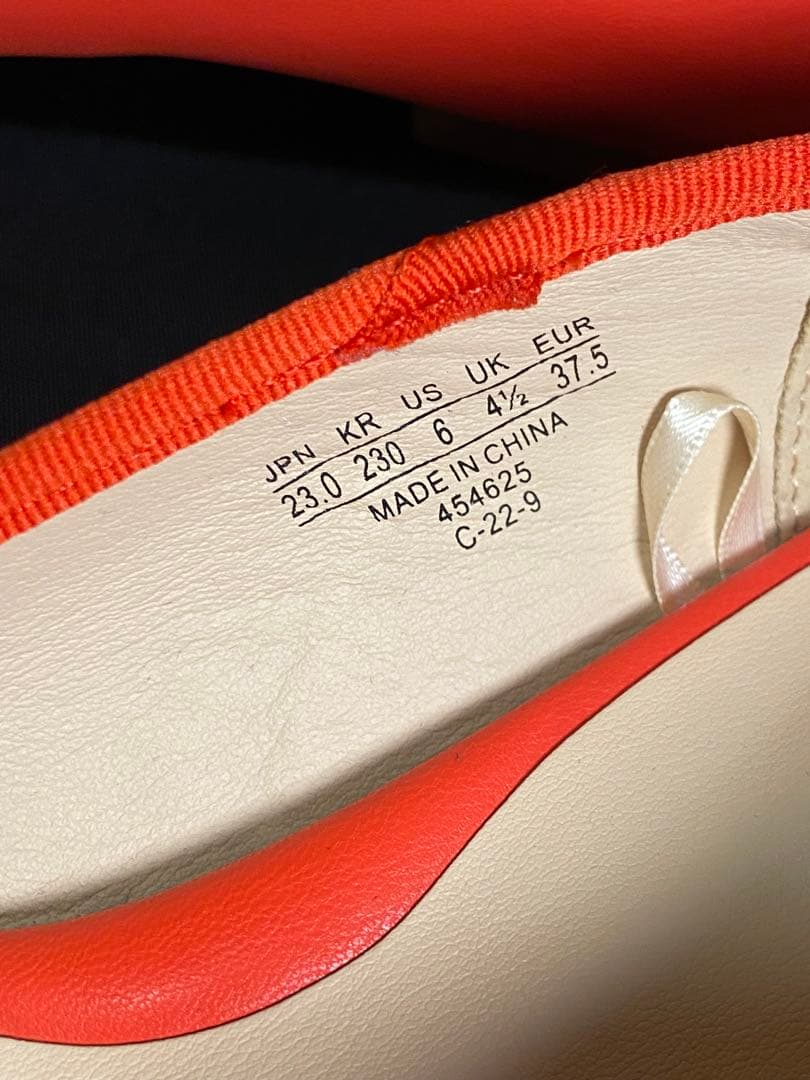 JPN KR US UK EUR
23.0 230 6 4½ 37.5
MADE IN CHINA
454625
C-22-9